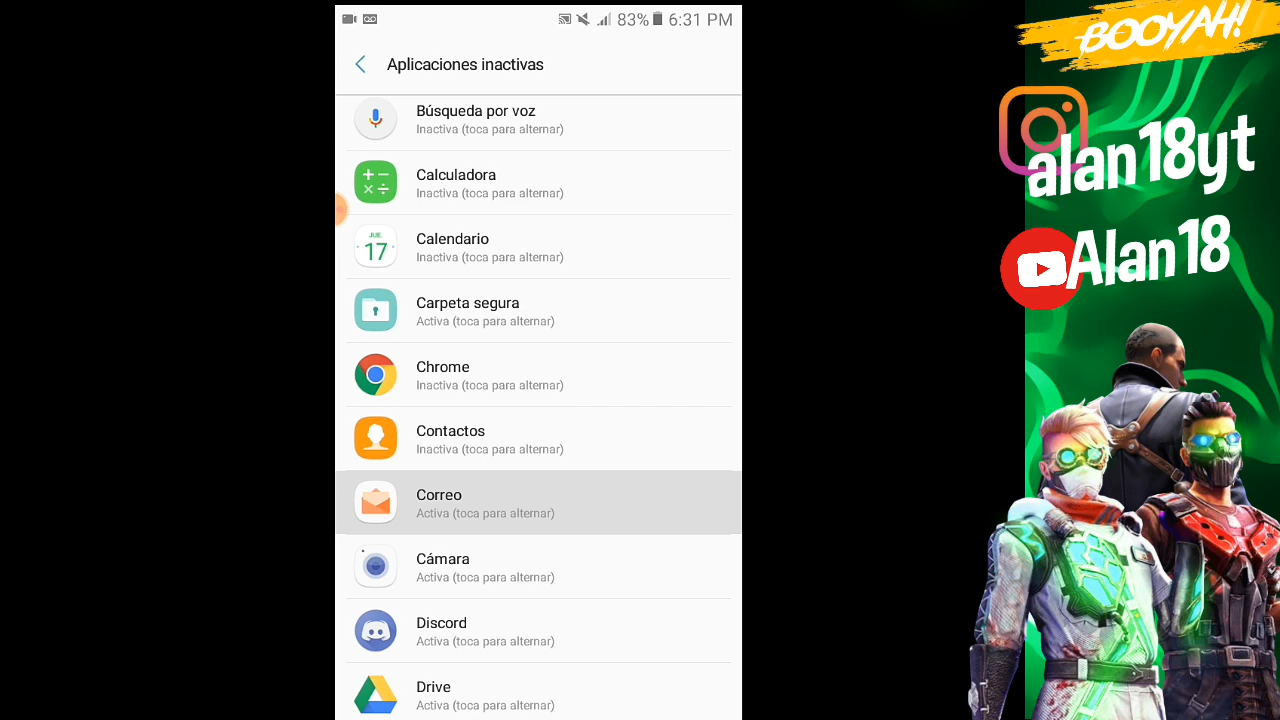 83% 6:31 PM
Aplicaciones inactivas
Búsqueda por voz
Inactiva (toca para alternar)
Calculadora
Inactiva (toca para alternar)
JUE.
17
Calendario
Inactiva (toca para alternar)
Carpeta segura
Activa (toca para alternar)
Chrome
Inactiva (toca para alternar)
Contactos
Inactiva (toca para alternar)
Correo
Activa (toca para alternar)
Cámara
Activa (toca para alternar)
Discord
Activa (toca para alternar)
Drive
Activa (toca para alternar)
BOOYAH!
alan18yt
Alan18